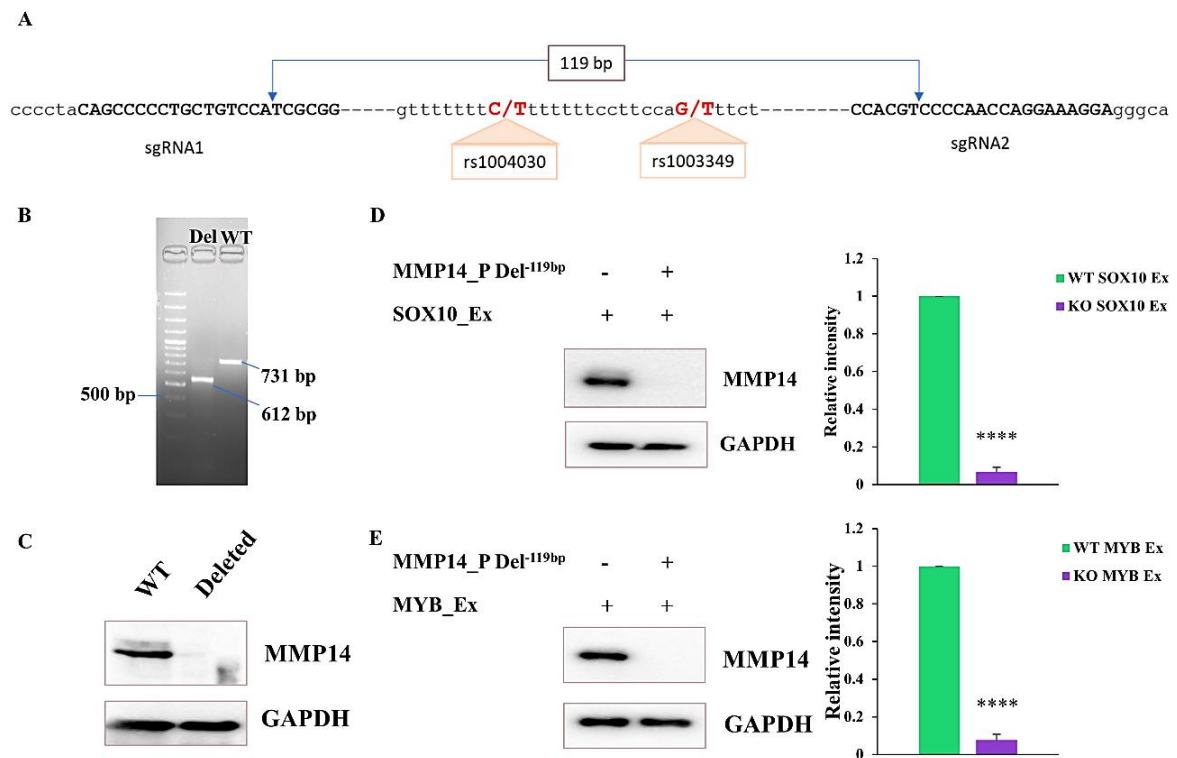 A
119 bp
cccctaCAGCCCCCTGCTGTCCATCGCGG-----gtttttttC/TttttttccttccaG/Tttct--------CCACGTCCCCAACCAGGAAAGGAgggca
sgRNA1
rs1004030
rs1003349
sgRNA2
B
Del WT
731 bp
500 bp
612 bp
C
WT
Deleted
MMP14
GAPDH
D
MMP14_P Del-119bp
- +
SOX10_Ex
+ +
MMP14
GAPDH
Relative intensity
1.2
1
0.8
0.6
0.4
0.2
0
****
WT SOX10 Ex
KO SOX10 Ex
E
MMP14_P Del-119bp
- +
MYB_Ex
+ +
MMP14
GAPDH
Relative intensity
1.2
1
0.8
0.6
0.4
0.2
0
****
WT MYB Ex
KO MYB Ex